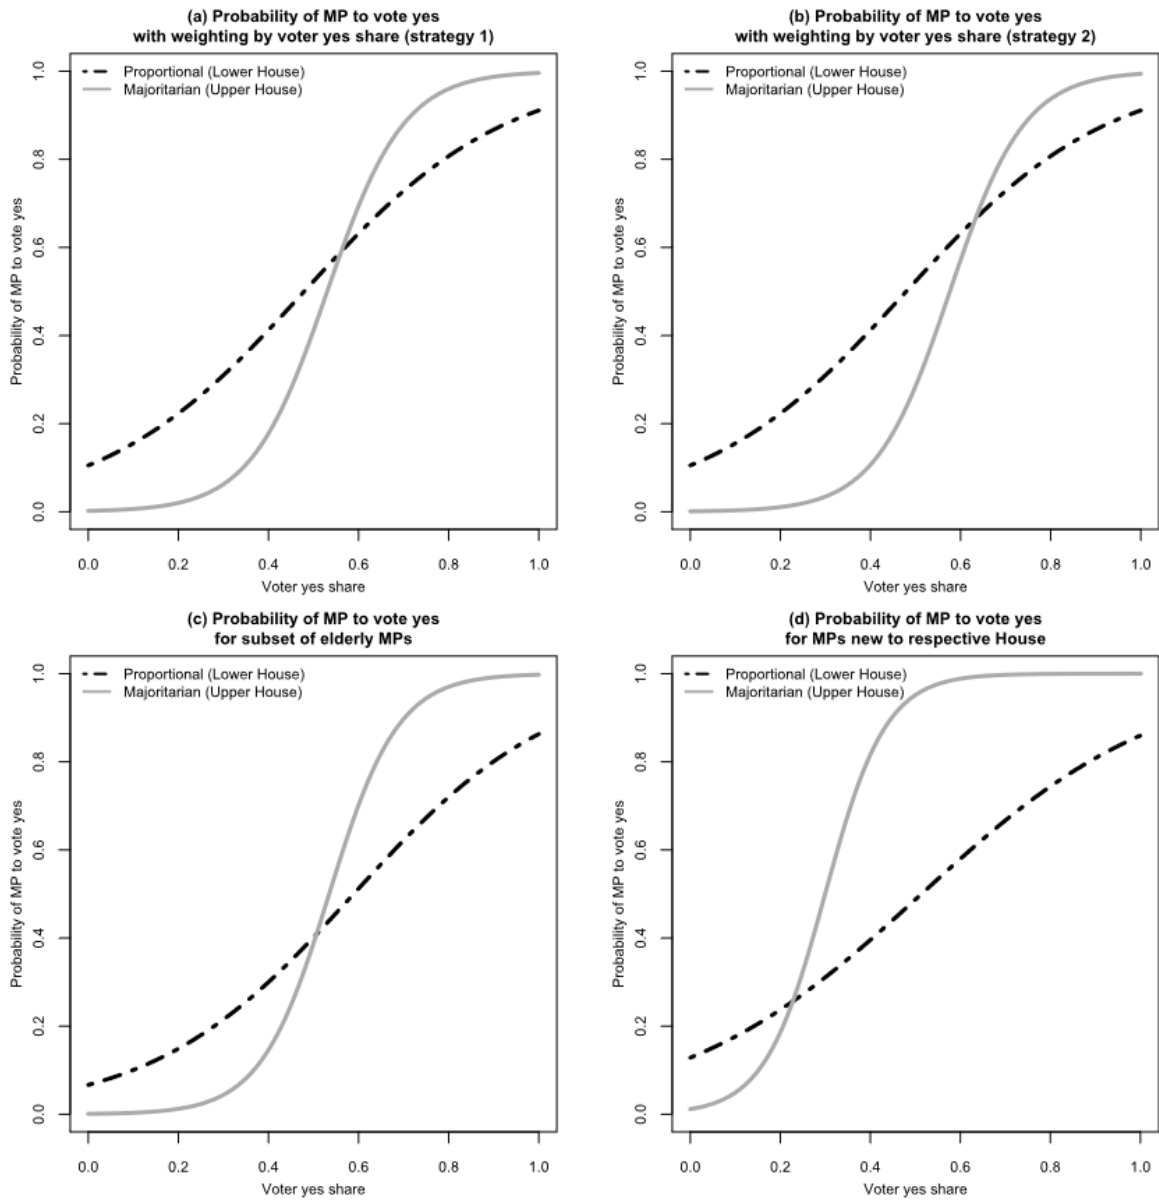 (a) Probability of MP to vote yes
with weighting by voter yes share (strategy 1)
Proportional (Lower House)
Majoritarian (Upper House)
Probability of MP to vote yes
0.0 0.2 0.4 0.6 0.8 1.0
0.0 0.2 0.4 0.6 0.8 1.0
Voter yes share
(b) Probability of MP to vote yes
with weighting by voter yes share (strategy 2)
Proportional (Lower House)
Majoritarian (Upper House)
Probability of MP to vote yes
0.0 0.2 0.4 0.6 0.8 1.0
0.0 0.2 0.4 0.6 0.8 1.0
Voter yes share
(c) Probability of MP to vote yes
for subset of elderly MPs
Proportional (Lower House)
Majoritarian (Upper House)
Probability of MP to vote yes
0.0 0.2 0.4 0.6 0.8 1.0
0.0 0.2 0.4 0.6 0.8 1.0
Voter yes share
(d) Probability of MP to vote yes
for MPs new to respective House
Proportional (Lower House)
Majoritarian (Upper House)
Probability of MP to vote yes
0.0 0.2 0.4 0.6 0.8 1.0
0.0 0.2 0.4 0.6 0.8 1.0
Voter yes share